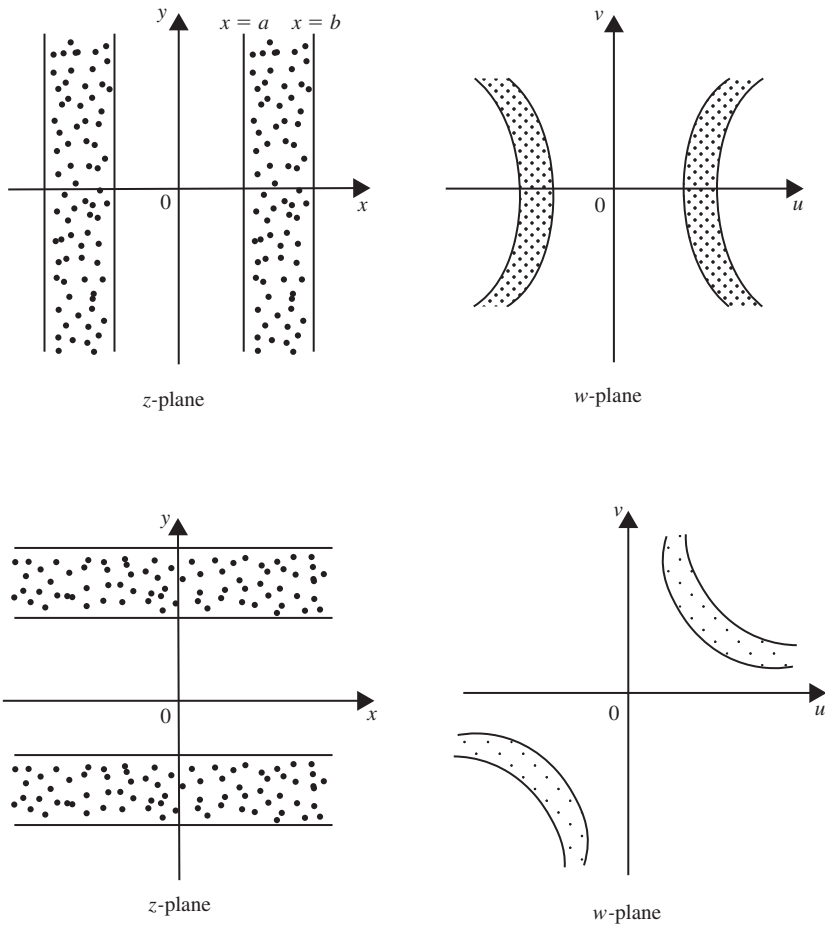 y
x = a x = b
0
x
z-plane
v
0
u
w-plane
y
0
x
z-plane
v
0
u
w-plane